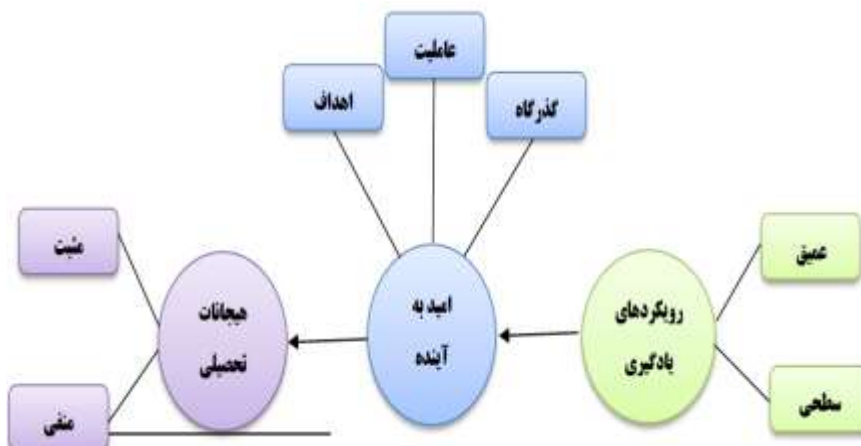 عاملیت
اهداف
گذرگاه
مثبت
عمیق
هیجانات
تحصیلی
امید به
آینده
رویکردهای
یادگیری
منفی
سطحی